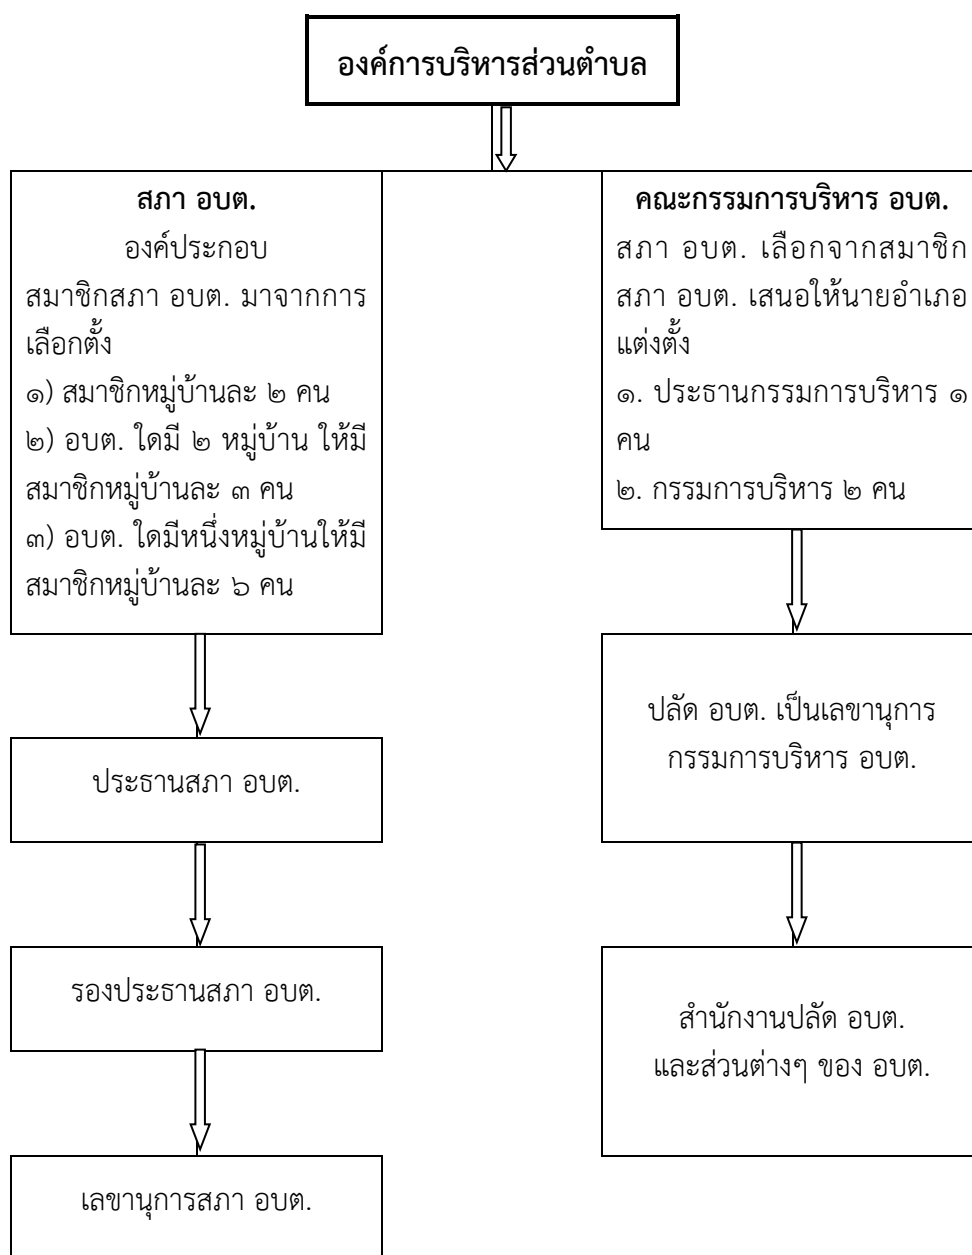 องค์การบริหารส่วนตำบล
สภา อบต.
องค์ประกอบ
สมาชิกสภา อบต. มาจากการ
เลือกตั้ง
๑) สมาชิกหมู่บ้านละ ๒ คน
๒) อบต. ใดมี ๒ หมู่บ้าน ให้มี
สมาชิกหมู่บ้านละ ๓ คน
๓) อบต. ใดมีหนึ่งหมู่บ้านให้มี
สมาชิกหมู่บ้านละ ๖ คน
ประธานสภา อบต.
รองประธานสภา อบต.
เลขานุการสภา อบต.
คณะกรรมการบริหาร อบต.
สภา อบต. เลือกจากสมาชิก
สภา อบต. เสนอให้นายอำเภอ
แต่งตั้ง
๑. ประธานกรรมการบริหาร ๑
คน
๒. กรรมการบริหาร ๒ คน
ปลัด อบต. เป็นเลขานุการ
กรรมการบริหาร อบต.
สำนักงานปลัด อบต.
และส่วนต่างๆ ของ อบต.